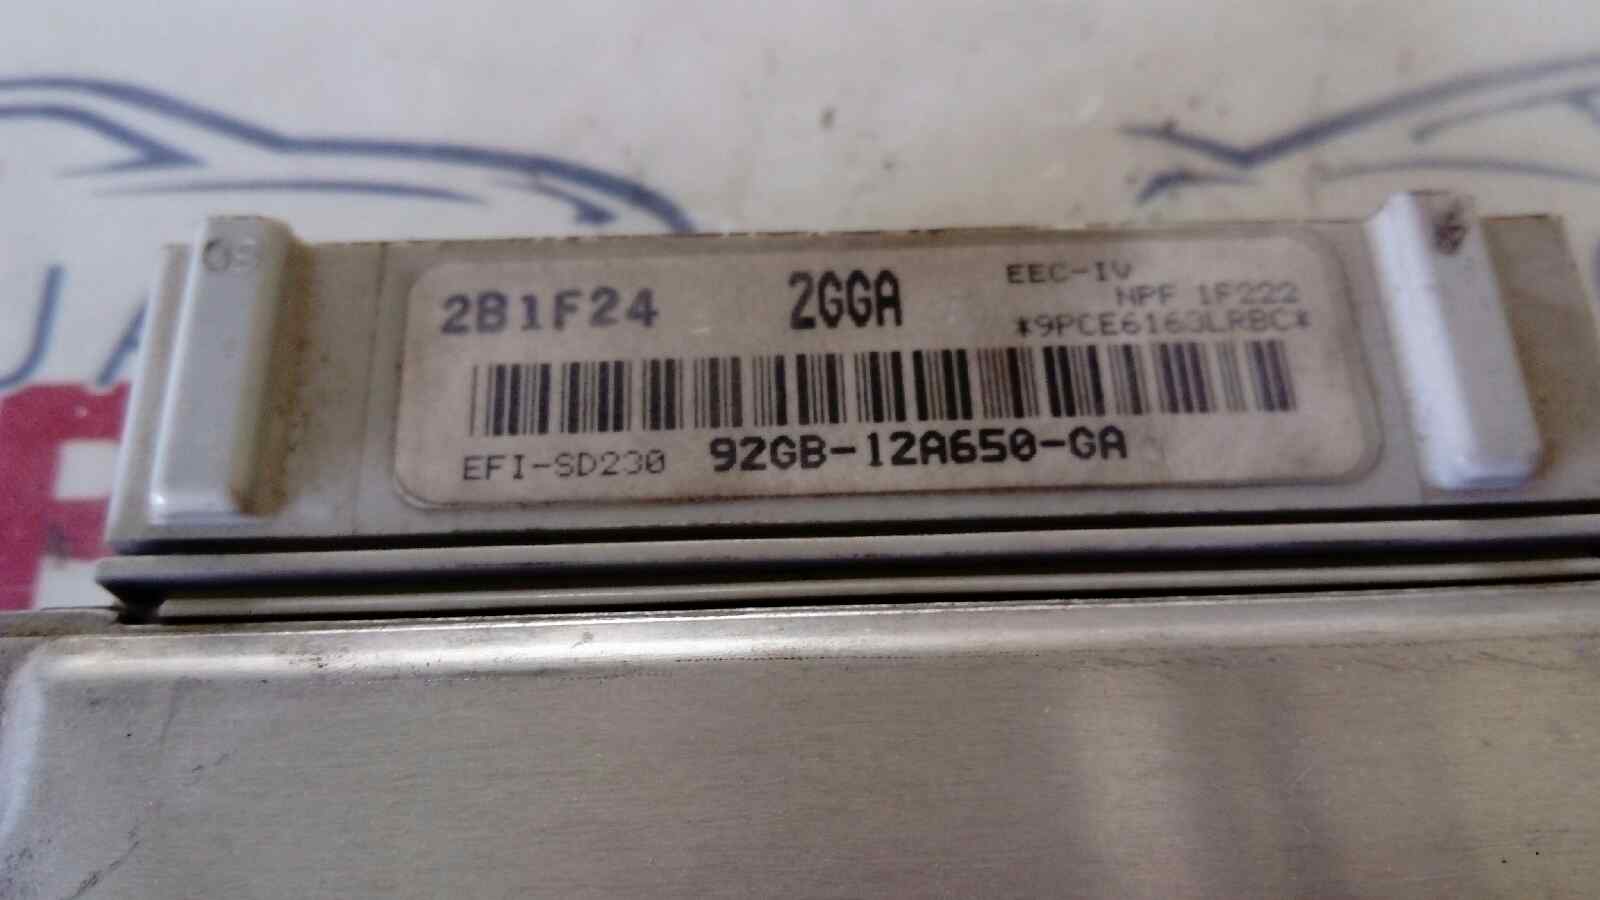 2B1F24 2GGA EEC-IV
NPF 1F222
*9PCE6163LRBC*
EFI-SD230 92GB-12A650-GA